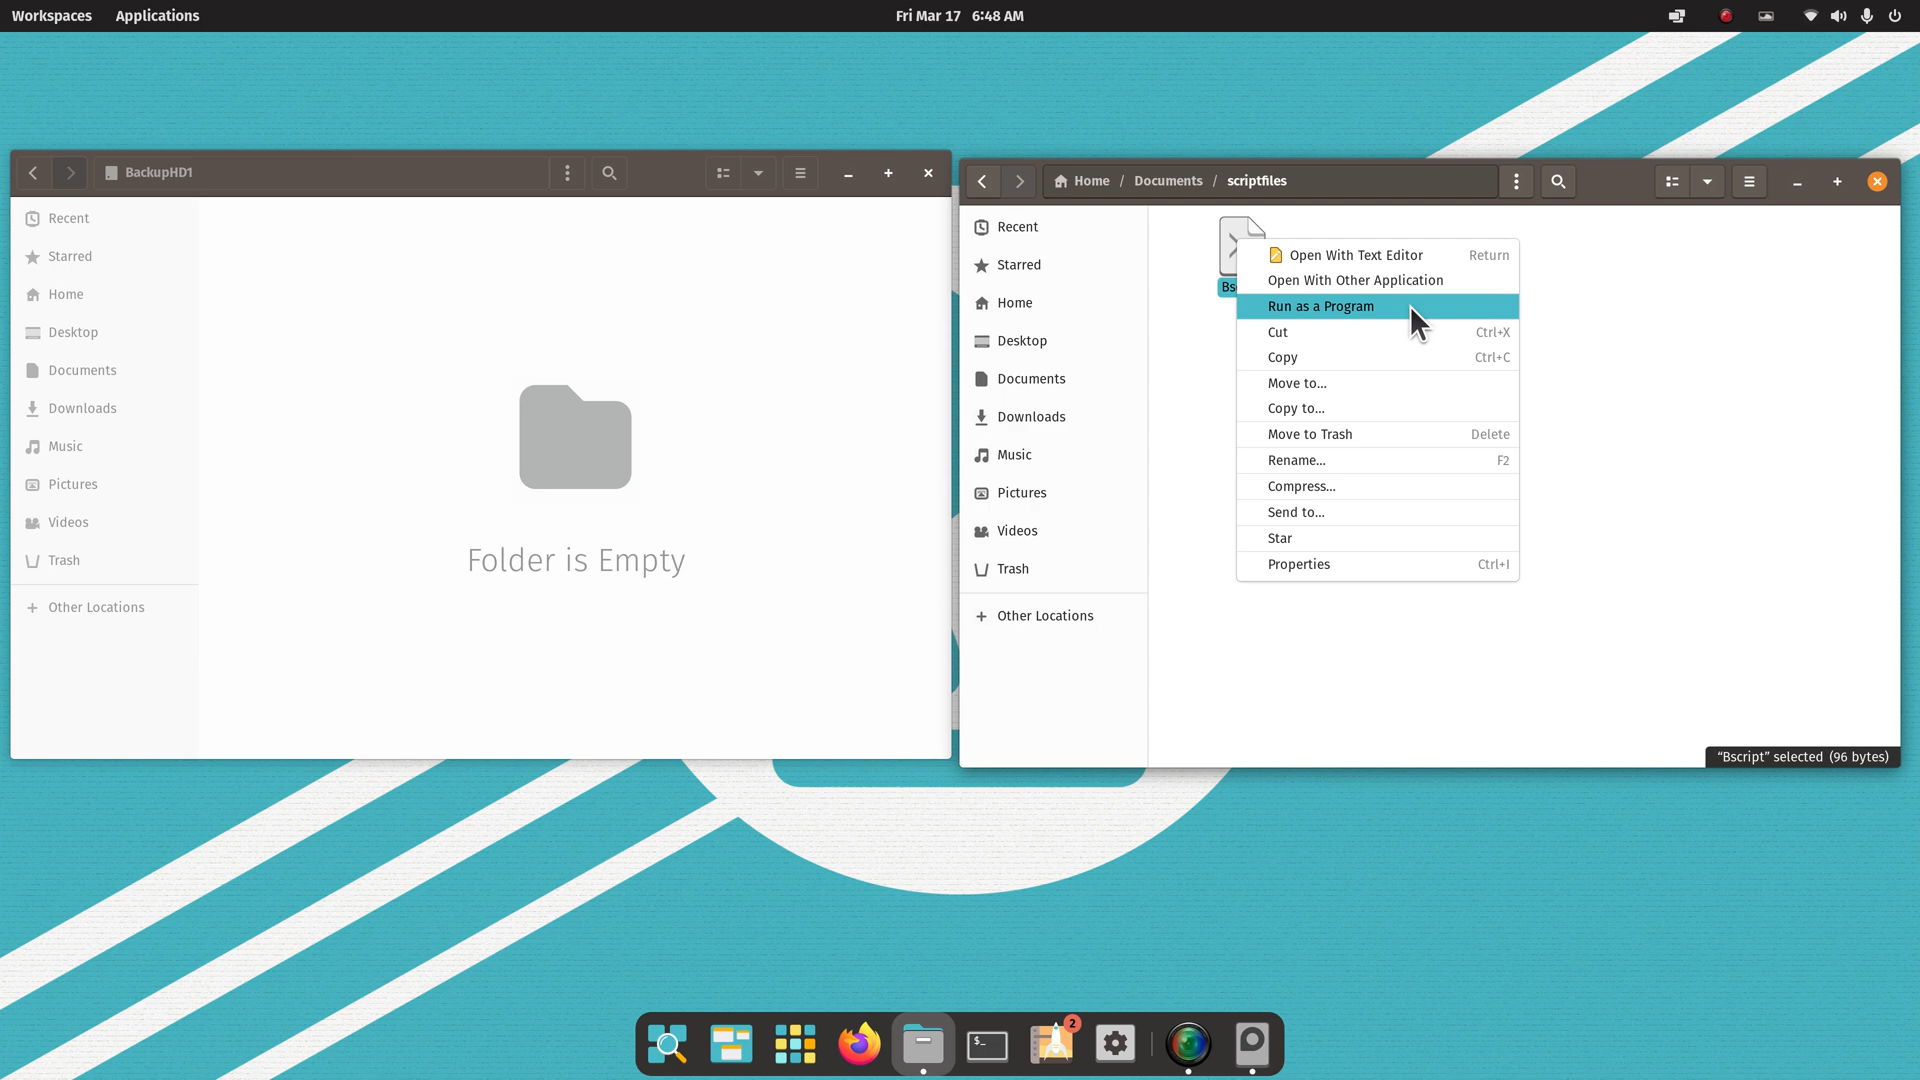 Workspaces Applications Fri Mar 17 6:48 AM
BackupHD1
Recent
Starred
Home
Desktop
Documents
Downloads
Music
Pictures
Videos
Trash
Other Locations
Folder is Empty
Home / Documents / scriptfiles
Recent
Starred
Home
Desktop
Documents
Downloads
Music
Pictures
Videos
Trash
Other Locations
Open With Text Editor Return
Open With Other Application
Run as a Program
Cut Ctrl+X
Copy Ctrl+C
Move to...
Copy to...
Move to Trash Delete
Rename... F2
Compress...
Send to...
Star
Properties Ctrl+I
“Bscript” selected (96 bytes)
$_
2